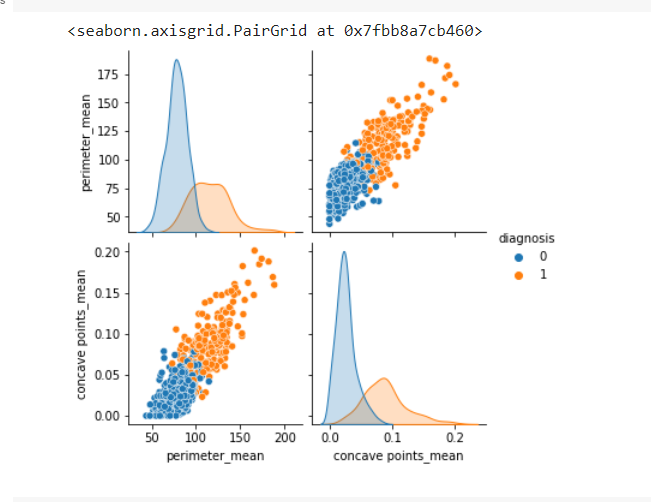 s
<seaborn.axisgrid.PairGrid at 0x7fbb8a7cb460>
175
150
125
100
75
50
perimeter_mean
diagnosis
0
1
0.20
0.15
0.10
0.05
0.00
concave points_mean
50 100 150 200
perimeter_mean
0.0 0.1 0.2
concave points_mean